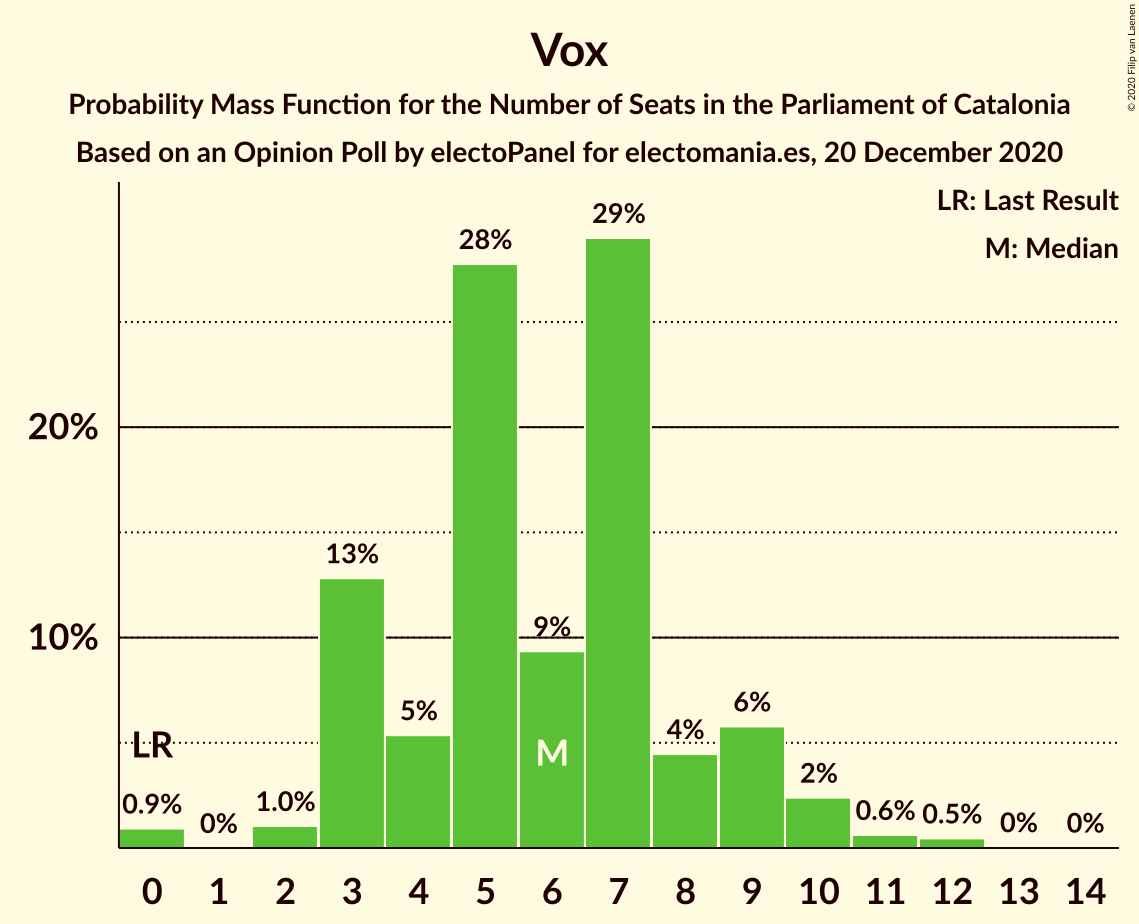 Vox
Probability Mass Function for the Number of Seats in the Parliament of Catalonia
Based on an Opinion Poll by electoPanel for electomania.es, 20 December 2020
© 2020 Filip van Laenen
LR: Last Result
M: Median
20%
10%
0.9%
0%
1.0%
13%
5%
28%
9%
29%
4%
6%
2%
0.6%
0.5%
0%
0%
LR
M
0 1 2 3 4 5 6 7 8 9 10 11 12 13 14